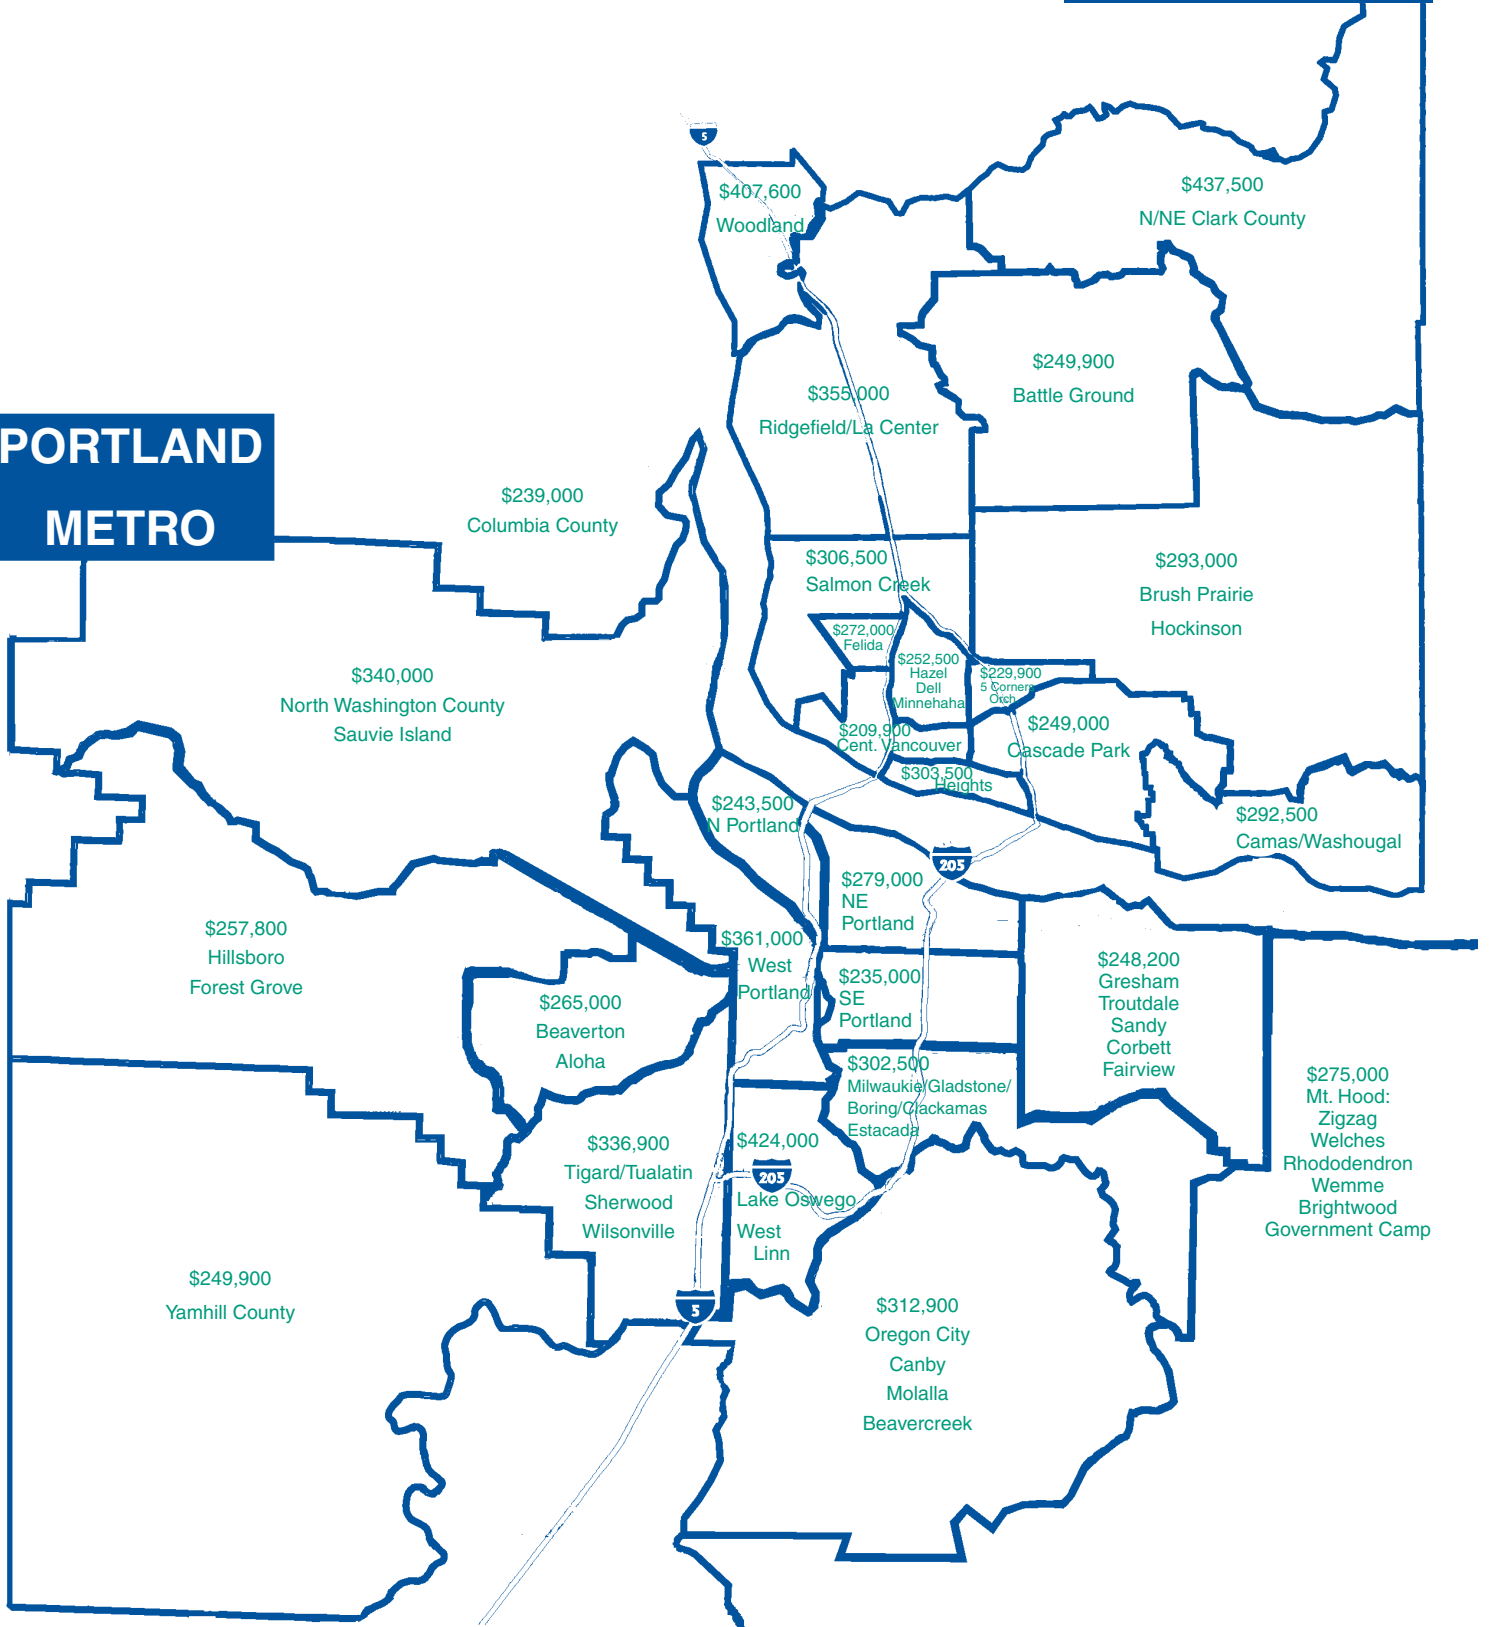 5
$407,600
Woodland
$437,500
N/NE Clark County
$249,900
Battle Ground
$355,000
Ridgefield/La Center
PORTLAND
METRO
$239,000
Columbia County
$306,500
Salmon Creek
$293,000
Brush Prairie
Hockinson
$272,000
Felida
$252,500
Hazel
Dell
Minnehaha
$229,900
5 Corners
Orch
$340,000
North Washington County
Sauvie Island
$209,900
Cent. Vancouver
$249,000
Cascade Park
$303,500
Heights
$243,500
N Portland
$292,500
Camas/Washougal
205
$279,000
NE
Portland
$257,800
Hillsboro
Forest Grove
$361,000
West
Portland
$265,000
Beaverton
Aloha
$235,000
SE
Portland
$248,200
Gresham
Troutdale
Sandy
Corbett
Fairview
$302,500
Milwaukie/Gladstone/
Boring/Clackamas
Estacada
$275,000
Mt. Hood:
Zigzag
Welches
Rhododendron
Wemme
Brightwood
Government Camp
$336,900
Tigard/Tualatin
Sherwood
Wilsonville
$424,000
205
Lake Oswego
West
Linn
$249,900
Yamhill County
5
$312,900
Oregon City
Canby
Molalla
Beavercreek